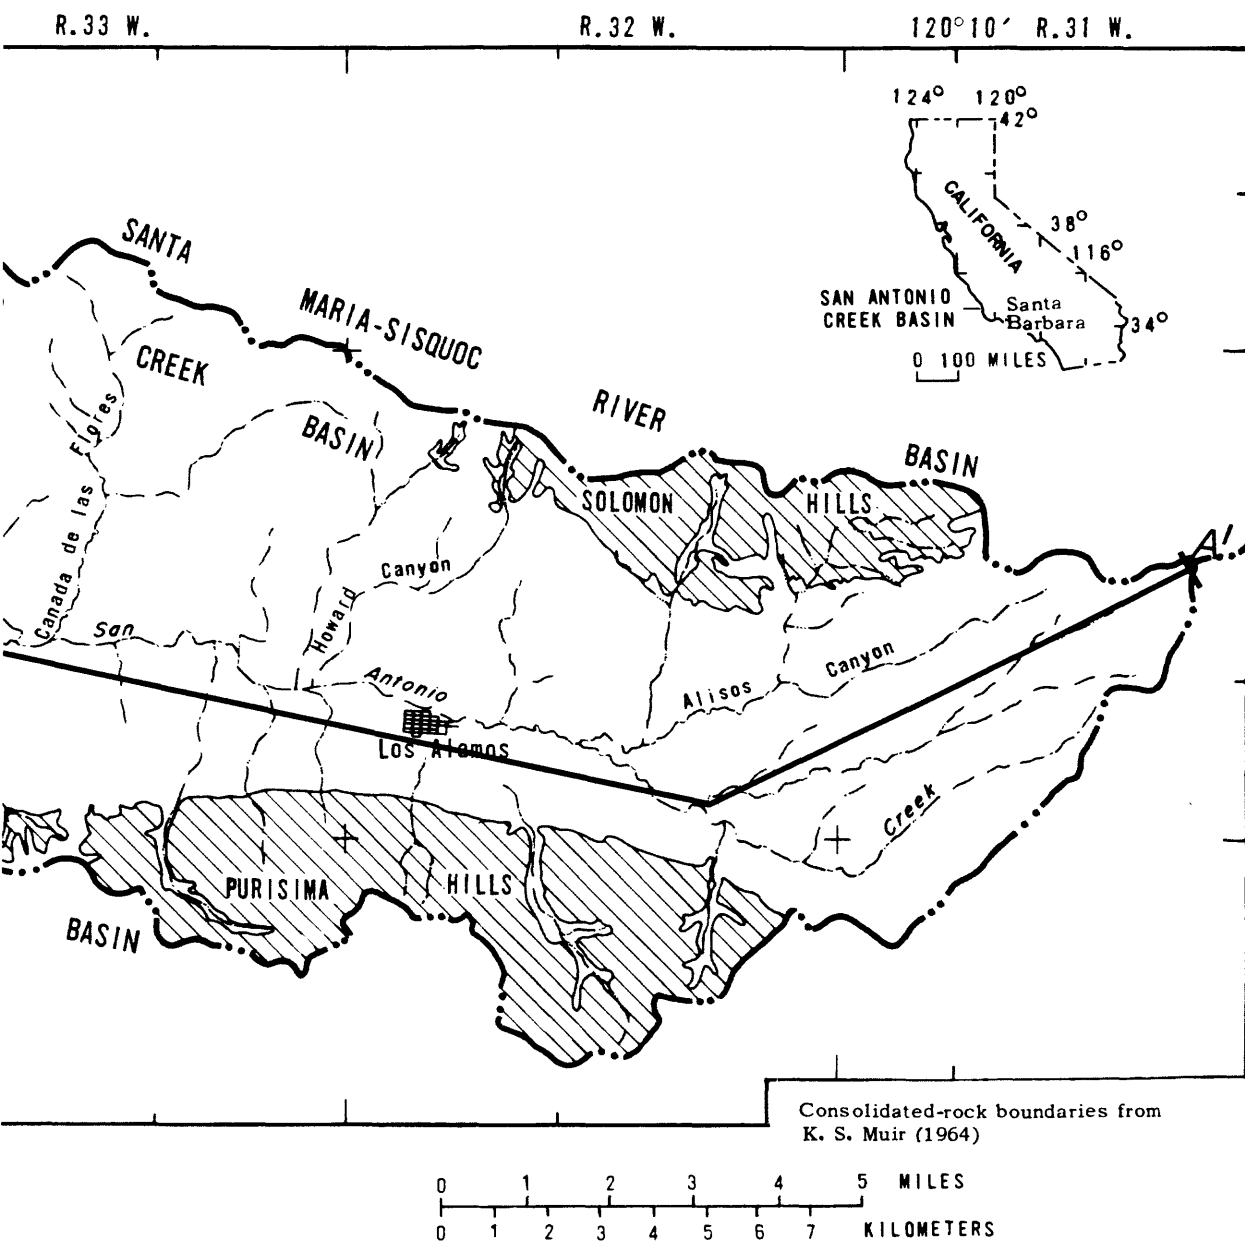 R.33 W. R.32 W. 120°10′ R.31 W.
124° 120°
42°
CALIFORNIA
38°
116°
SAN ANTONIO
CREEK BASIN
Santa
Barbara
34°
0 100 MILES
SANTA
MARIA-SISQUOC
RIVER
BASIN
CREEK
BASIN
SOLOMON HILLS
A'
Canada de las Flores
San
Antonio
Creek
Howard
Canyon
Alisos Canyon
Los Alamos
PURISIMA HILLS
BASIN
Consolidated-rock boundaries from
K. S. Muir (1964)
0 1 2 3 4 5 MILES
0 1 2 3 4 5 6 7 KILOMETERS